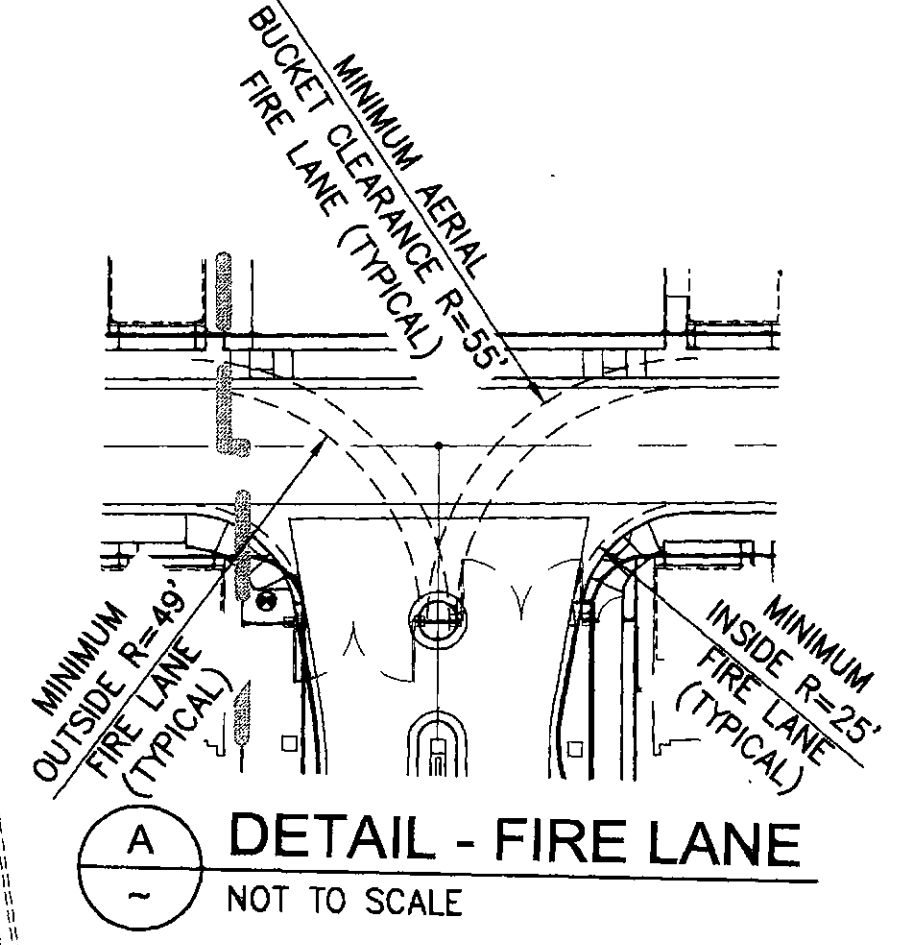 MINIMUM AERIAL
BUCKET CLEARANCE R=55'
FIRE LANE (TYPICAL)
MINIMUM
OUTSIDE R=49'
FIRE LANE
(TYPICAL)
MINIMUM
INSIDE R=25'
FIRE LANE
(TYPICAL)
A
~
DETAIL - FIRE LANE
NOT TO SCALE